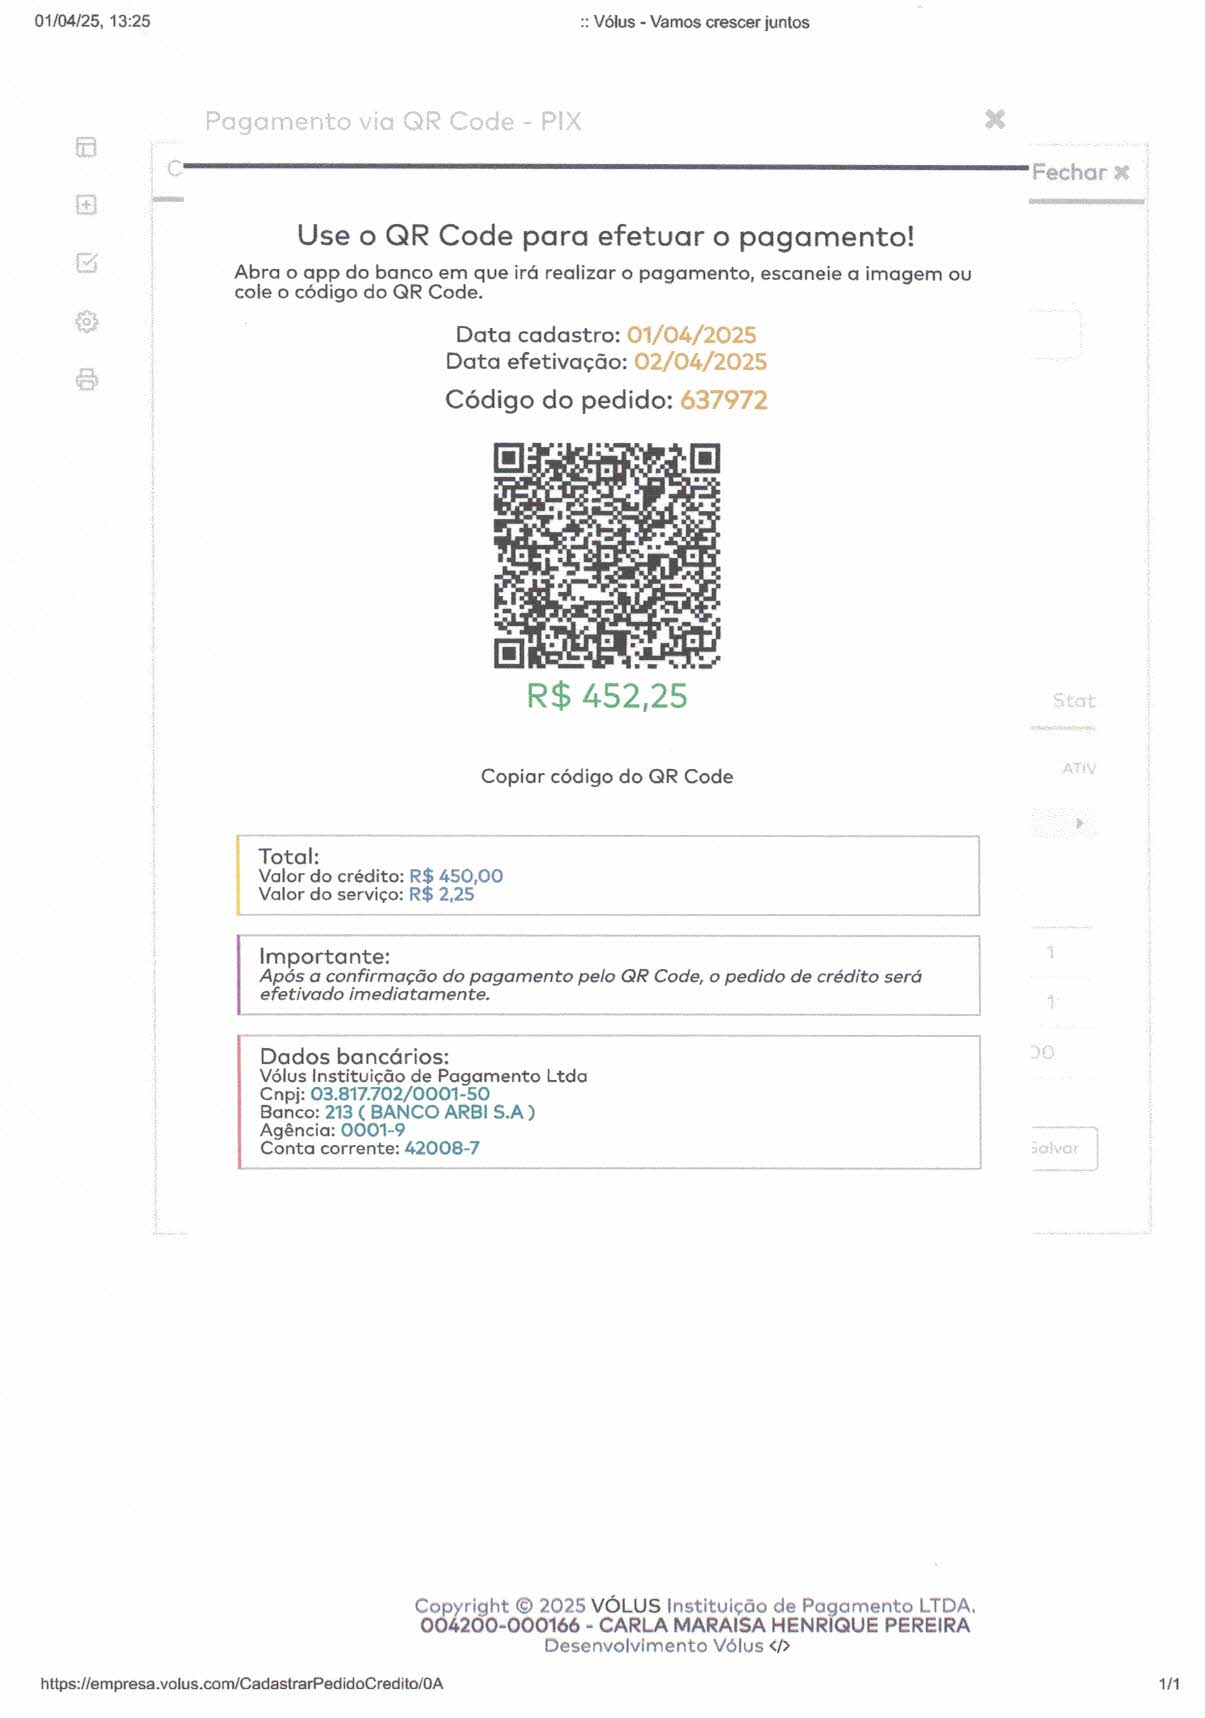 01/04/25, 13:25
:: Vólus - Vamos crescer juntos
Pagamento via QR Code - PIX
C
Fechar
Use o QR Code para efetuar o pagamento!
Abra o app do banco em que irá realizar o pagamento, escaneie a imagem ou
cole o código do QR Code.
Data cadastro: 01/04/2025
Data efetivação: 02/04/2025
Código do pedido: 637972
R$ 452,25
Stat
Copiar código do QR Code
ATIV
Total:
Valor do crédito: R$ 450,00
Valor do serviço: R$ 2,25
Importante:
Após a confirmação do pagamento pelo QR Code, o pedido de crédito será
efetivado imediatamente.
1
1
Dados bancários:
Vólus Instituição de Pagamento Ltda
Cnpj: 03.817.702/0001-50
Banco: 213 ( BANCO ARBI S.A )
Agência: 0001-9
Conta corrente: 42008-7
00
Salvar
Copyright © 2025 VÓLUS Instituição de Pagamento LTDA.
004200-000166 - CARLA MARAISA HENRIQUE PEREIRA
Desenvolvimento Vólus </>
https://empresa.volus.com/CadastrarPedidoCredito/0A
1/1